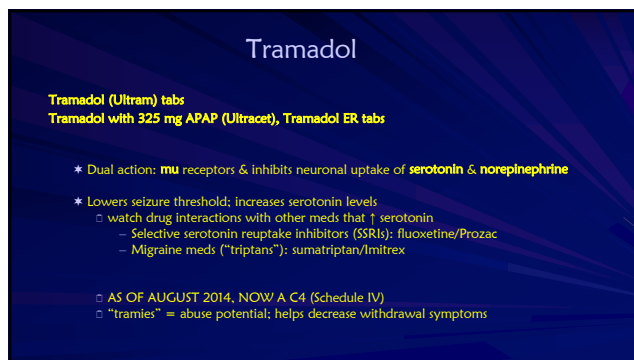 Tramadol
Tramadol (Ultram) tabs
Tramadol with 325 mg APAP (Ultracet), Tramadol ER tabs
Dual action: mu receptors & inhibits neuronal uptake of serotonin & norepinephrine
Lowers seizure threshold; increases serotonin levels
watch drug interactions with other meds that ↑ serotonin
– Selective serotonin reuptake inhibitors (SSRIs): fluoxetine/Prozac
– Migraine meds ("triptans"): sumatriptan/Imitrex
AS OF AUGUST 2014, NOW A C4 (Schedule IV)
"tramies" = abuse potential; helps decrease withdrawal symptoms